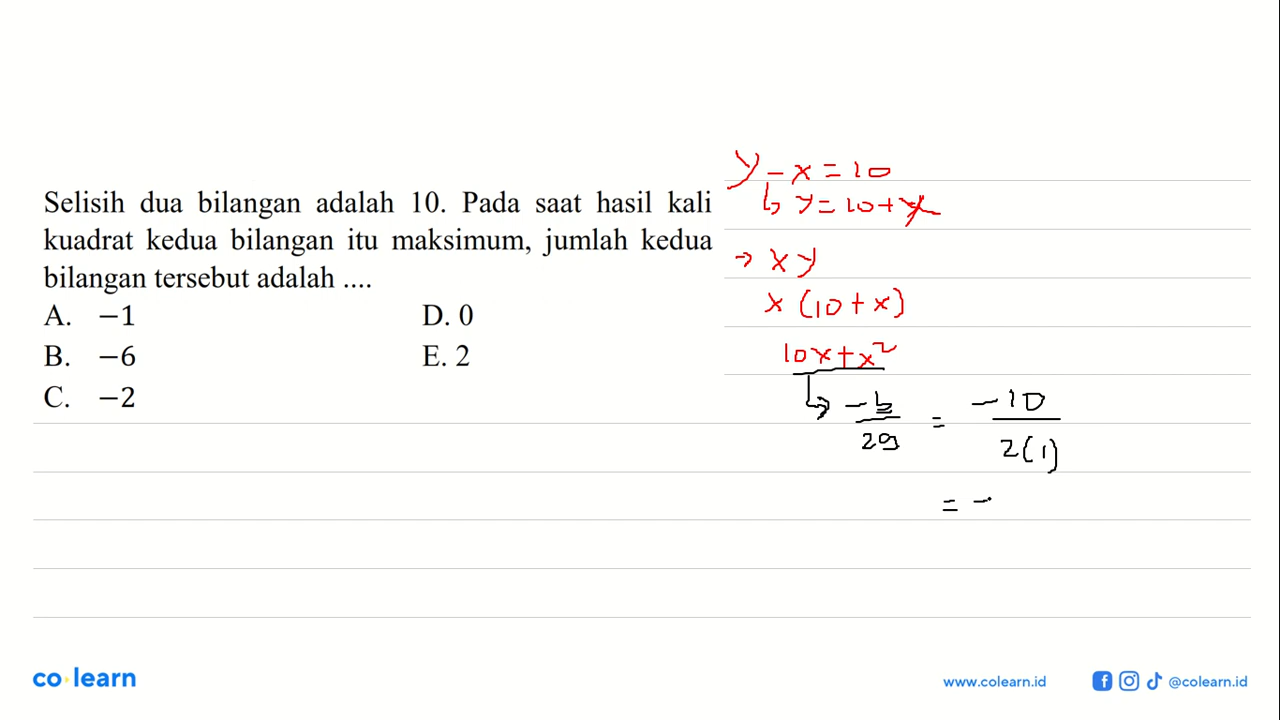 Selisih dua bilangan adalah 10. Pada saat hasil kali
kuadrat kedua bilangan itu maksimum, jumlah kedua
bilangan tersebut adalah ....
A. −1
B. −6
C. −2
D. 0
E. 2
y − x = 10
↳ y = 10 + x
→ x y
x (10 + x)
10x + x²
↳ −b/2a = −10/2(1)
= −
co·learn
www.colearn.id
@colearn.id